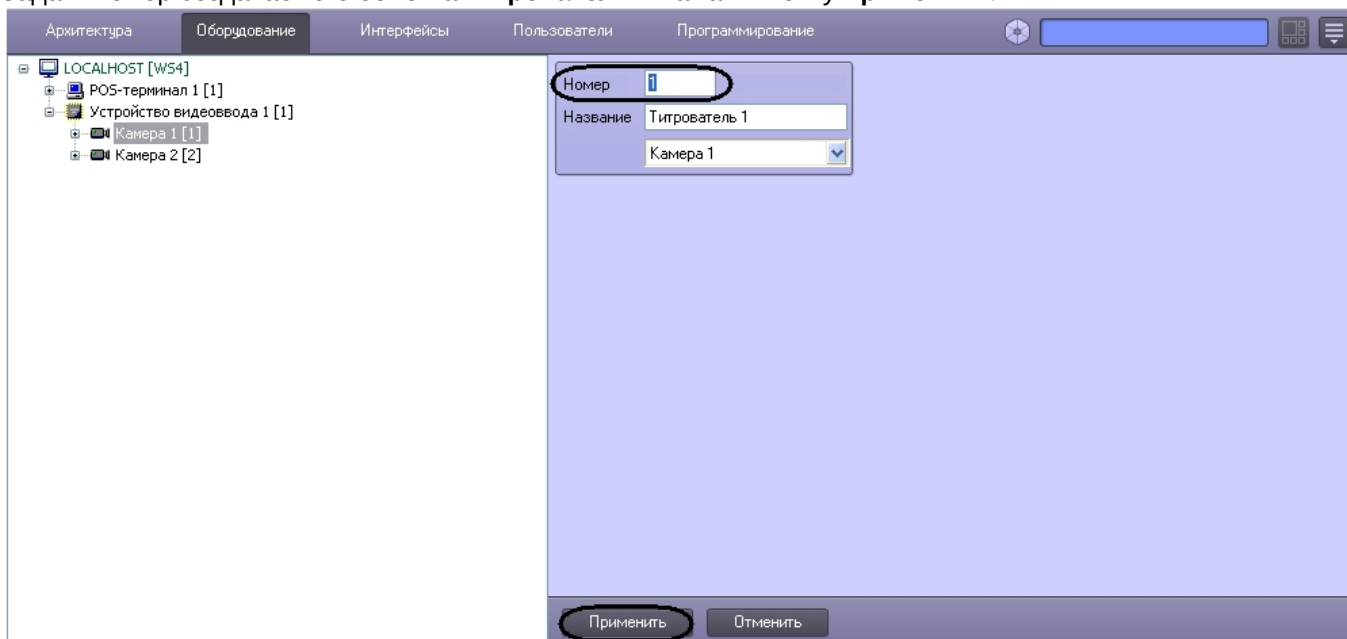 Архитектура Оборудование Интерфейсы Пользователи Программирование
LOCALHOST [WS4]
POS-терминал 1 [1]
Устройство видеоввода 1 [1]
Камера 1 [1]
Камера 2 [2]
Номер 1
Название Титрователь 1
Камера 1
Применить Отменить